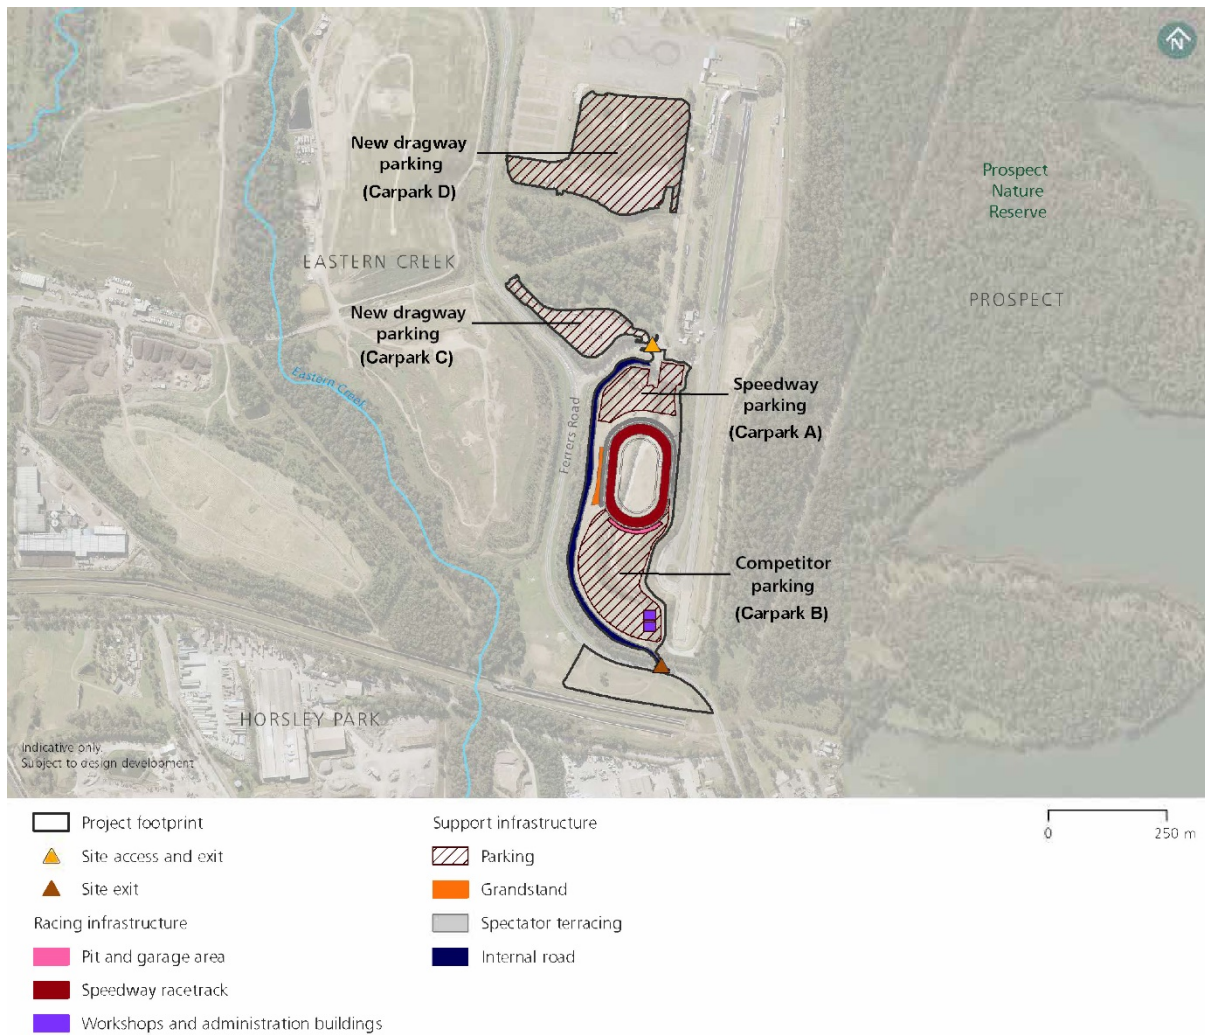 N
New dragway
parking
(Carpark D)
Prospect
Nature
Reserve
EASTERN CREEK
PROSPECT
New dragway
parking
(Carpark C)
Eastern Creek
Ferrers Road
Speedway
parking
(Carpark A)
Competitor
parking
(Carpark B)
HORSLEY PARK
Indicative only.
Subject to design development
Project footprint
Site access and exit
Site exit
Racing infrastructure
Pit and garage area
Speedway racetrack
Workshops and administration buildings
Support infrastructure
Parking
Grandstand
Spectator terracing
Internal road
0 250 m